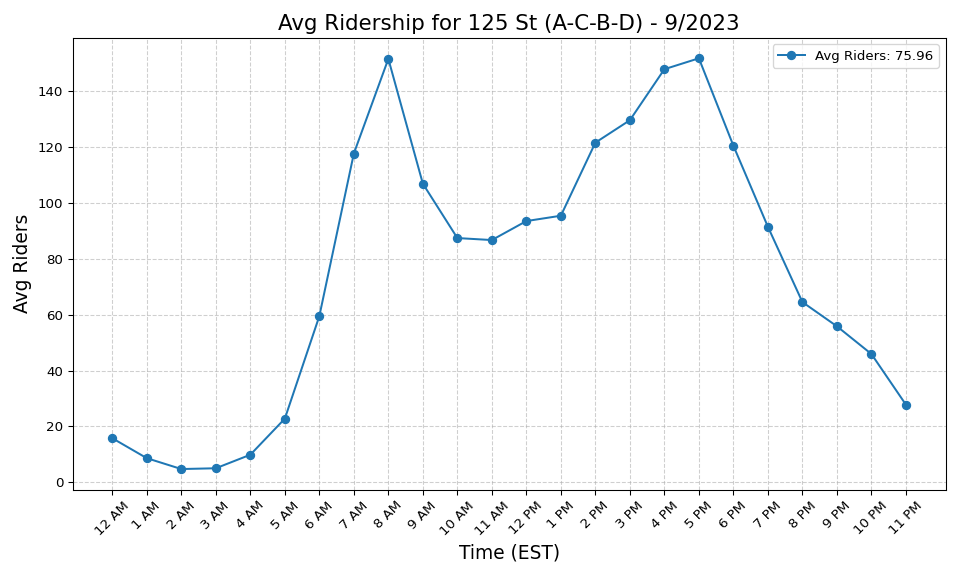 Avg Ridership for 125 St (A-C-B-D) - 9/2023
Avg Riders: 75.96
Avg Riders
140
120
100
80
60
40
20
0
12 AM
1 AM
2 AM
3 AM
4 AM
5 AM
6 AM
7 AM
8 AM
9 AM
10 AM
11 AM
12 PM
1 PM
2 PM
3 PM
4 PM
5 PM
6 PM
7 PM
8 PM
9 PM
10 PM
11 PM
Time (EST)